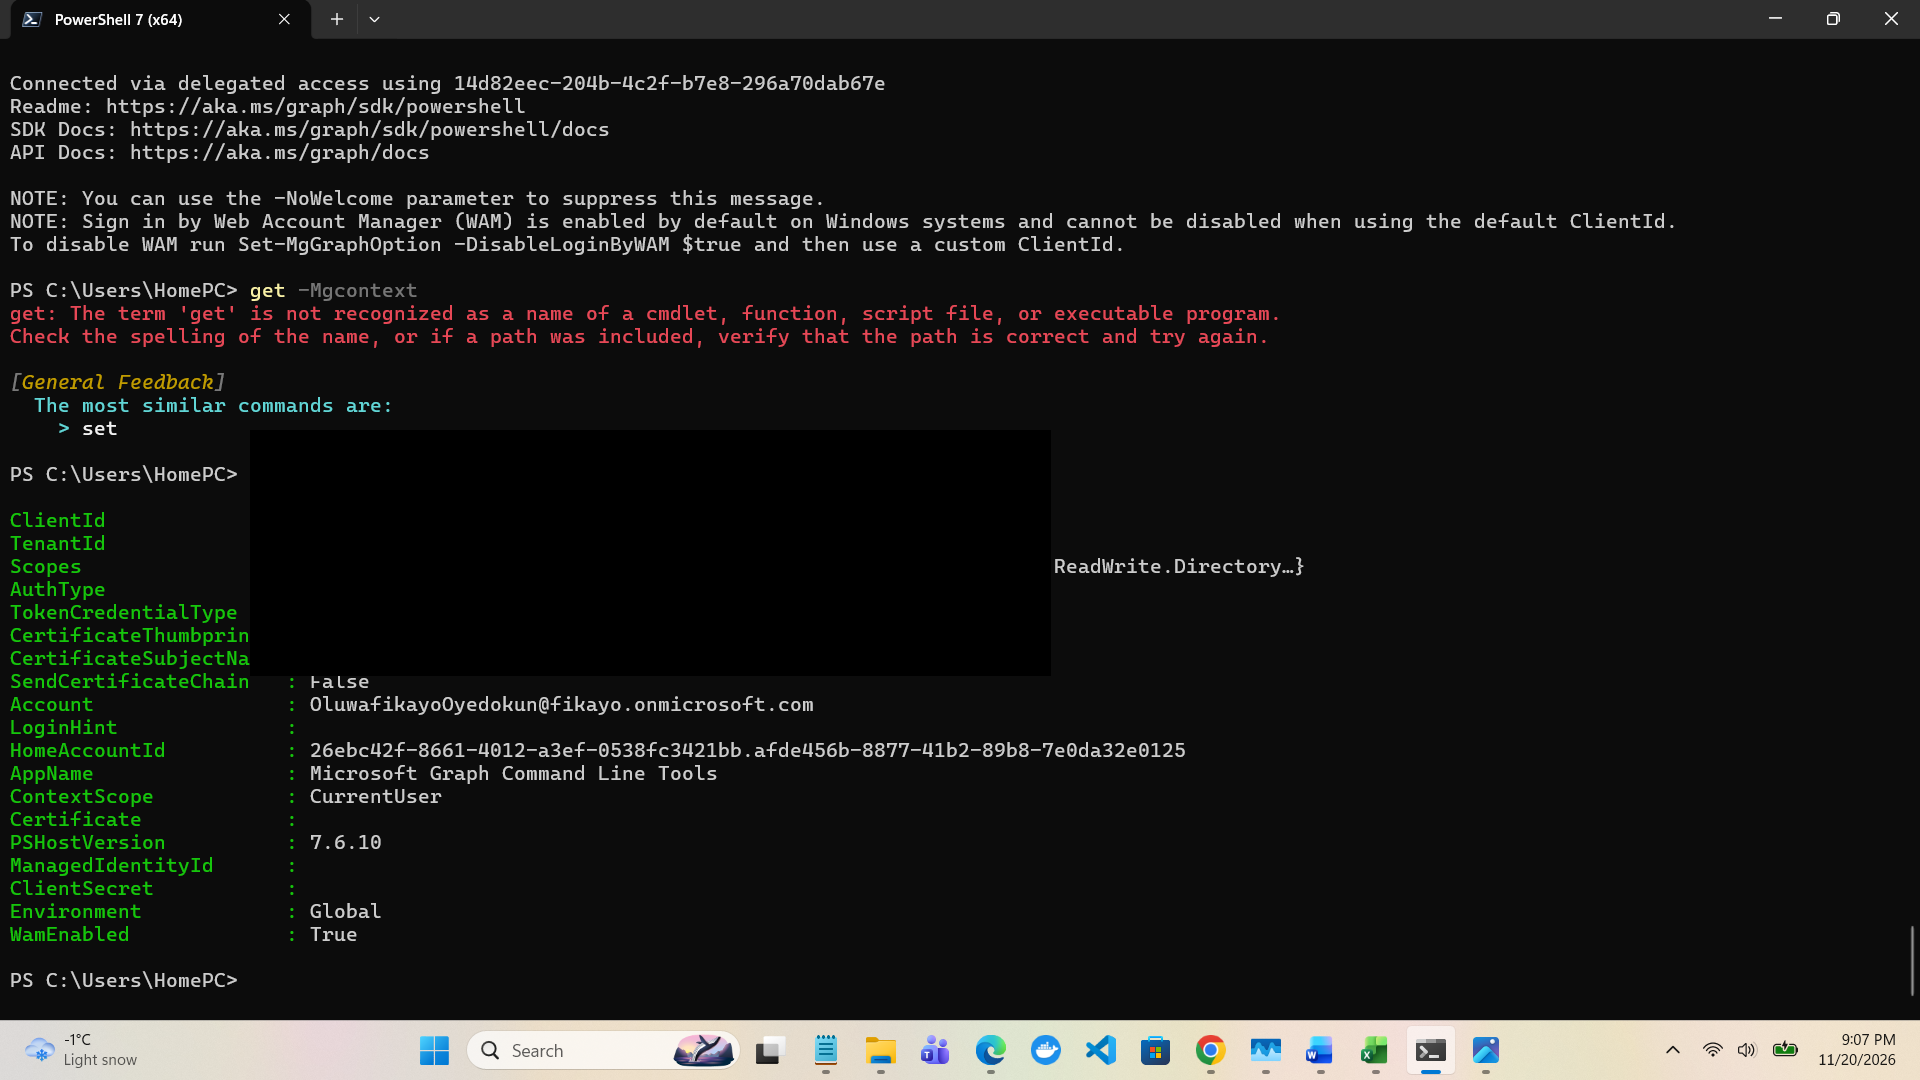 PowerShell 7 (x64)
Connected via delegated access using 14d82eec-204b-4c2f-b7e8-296a70dab67e
Readme: https://aka.ms/graph/sdk/powershell
SDK Docs: https://aka.ms/graph/sdk/powershell/docs
API Docs: https://aka.ms/graph/docs
NOTE: You can use the -NoWelcome parameter to suppress this message.
NOTE: Sign in by Web Account Manager (WAM) is enabled by default on Windows systems and cannot be disabled when using the default ClientId.
To disable WAM run Set-MgGraphOption -DisableLoginByWAM $true and then use a custom ClientId.
PS C:\Users\HomePC> get -Mgcontext
get: The term 'get' is not recognized as a name of a cmdlet, function, script file, or executable program.
Check the spelling of the name, or if a path was included, verify that the path is correct and try again.
[General Feedback]
The most similar commands are:
> set
PS C:\Users\HomePC>
ClientId
TenantId
Scopes ReadWrite.Directory…}
AuthType
TokenCredentialType
CertificateThumbprin
CertificateSubjectNa
SendCertificateChain : False
Account : OluwafikayoOyedokun@fikayo.onmicrosoft.com
LoginHint :
HomeAccountId : 26ebc42f-8661-4012-a3ef-0538fc3421bb.afde456b-8877-41b2-89b8-7e0da32e0125
AppName : Microsoft Graph Command Line Tools
ContextScope : CurrentUser
Certificate :
PSHostVersion : 7.6.10
ManagedIdentityId :
ClientSecret :
Environment : Global
WamEnabled : True
PS C:\Users\HomePC>
-1°C
Light snow
Search
9:07 PM
11/20/2026